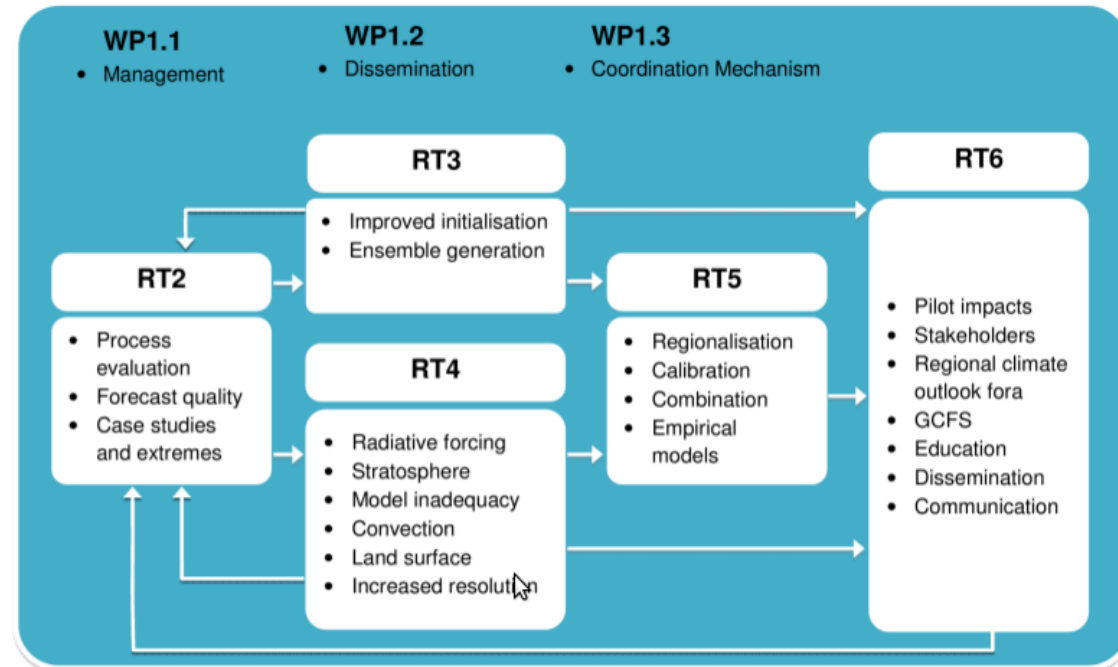 WP1.1
• Management
WP1.2
• Dissemination
WP1.3
• Coordination Mechanism
RT3
• Improved initialisation
• Ensemble generation
RT6
• Pilot impacts
• Stakeholders
• Regional climate
outlook fora
• GCFS
• Education
• Dissemination
• Communication
RT2
• Process
evaluation
• Forecast quality
• Case studies
and extremes
RT5
• Regionalisation
• Calibration
• Combination
• Empirical
models
RT4
• Radiative forcing
• Stratosphere
• Model inadequacy
• Convection
• Land surface
• Increased resolution